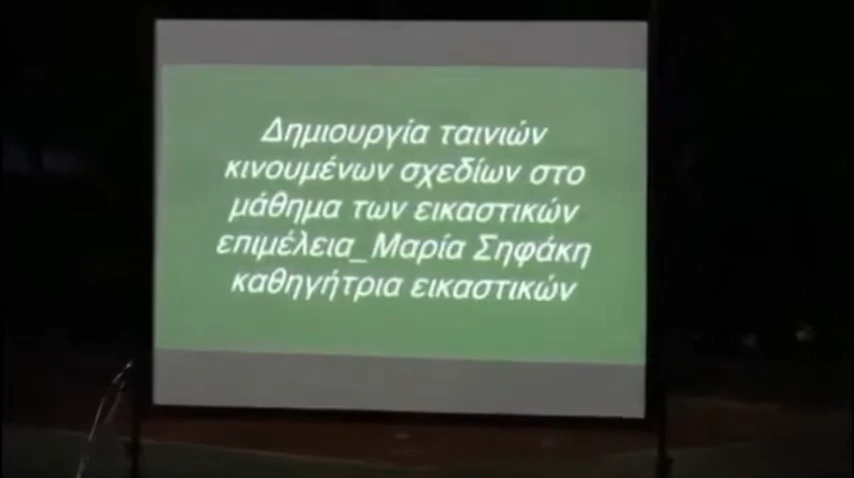 Δημιουργία ταινιών
κινουμένων σχεδίων στο
μάθημα των εικαστικών
επιμέλεια_Μαρία Σηφάκη
καθηγήτρια εικαστικών